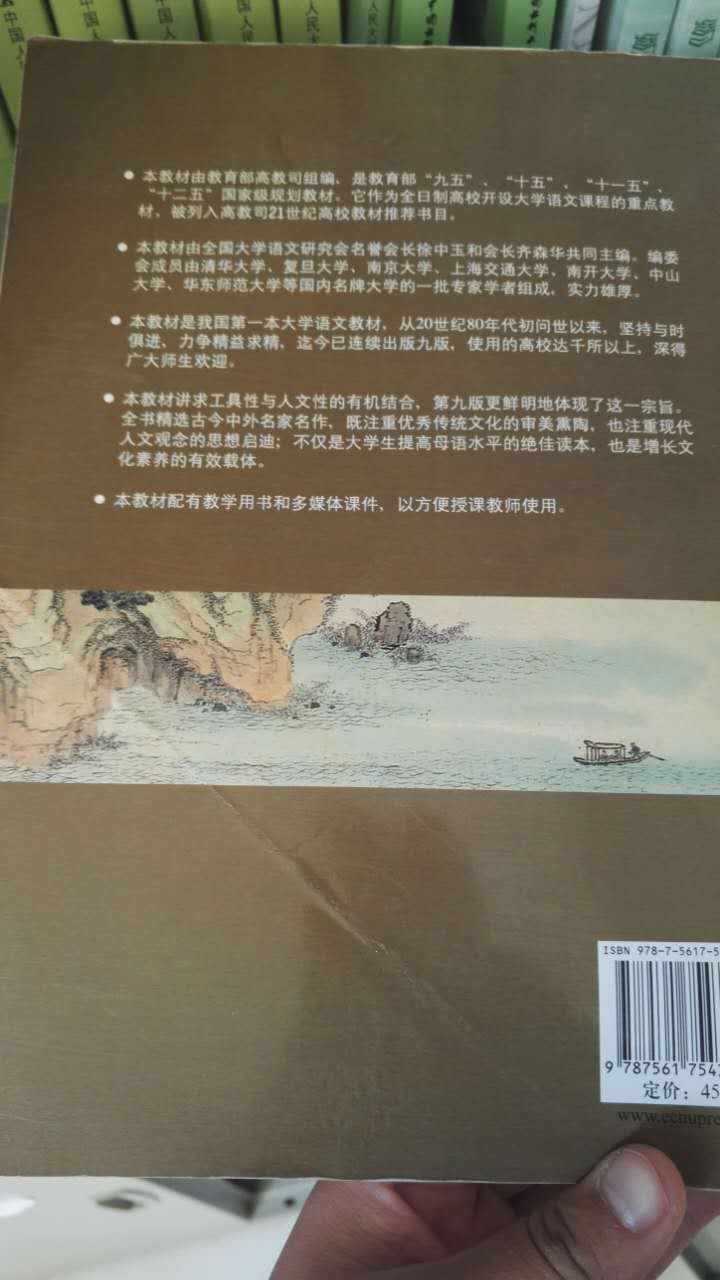 中国人
中国人
中国人
中国人
人民大
● 本教材由教育部高教司组编，是教育部“九五”、“十五”、“十一五”、
“十二五”国家级规划教材。它作为全日制高校开设大学语文课程的重点教
材，被列入高教司21世纪高校教材推荐书目。
● 本教材由全国大学语文研究会名誉会长徐中玉和会长齐森华共同主编。编委
会成员由清华大学、复旦大学、南京大学、上海交通大学、南开大学、中山
大学、华东师范大学等国内名牌大学的一批专家学者组成，实力雄厚。
● 本教材是我国第一本大学语文教材，从20世纪80年代初问世以来，坚持与时
俱进，力争精益求精，迄今已连续出版九版，使用的高校达千所以上，深得
广大师生欢迎。
● 本教材讲求工具性与人文性的有机结合，第九版更鲜明地体现了这一宗旨。
全书精选古今中外名家名作，既注重优秀传统文化的审美熏陶，也注重现代
人文观念的思想启迪；不仅是大学生提高母语水平的绝佳读本，也是增长文
化素养的有效载体。
● 本教材配有教学用书和多媒体课件，以方便授课教师使用。
ISBN 978-7-5617-5
9 787561 754
定价：45
www.ecnupre